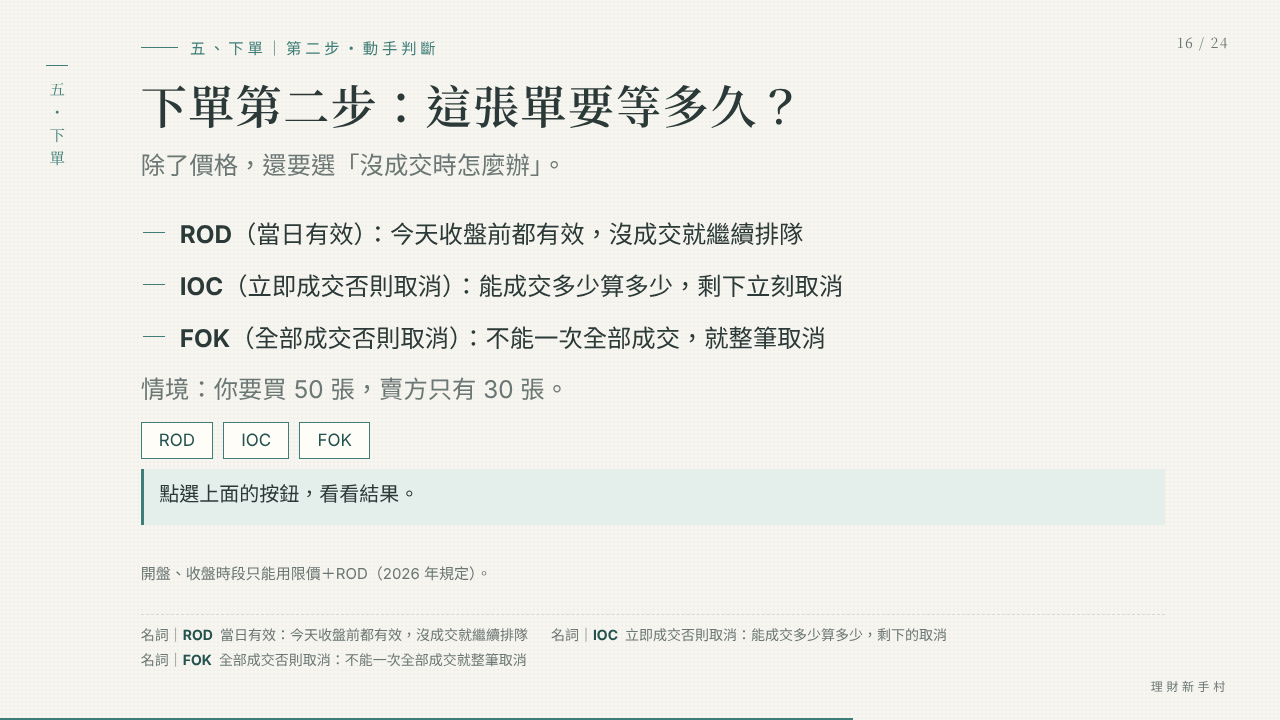 五、下單｜第二步・動手判斷
16 / 24
五・下單
下單第二步：這張單要等多久？
除了價格，還要選「沒成交時怎麼辦」。
ROD（當日有效）：今天收盤前都有效，沒成交就繼續排隊
IOC（立即成交否則取消）：能成交多少算多少，剩下立刻取消
FOK（全部成交否則取消）：不能一次全部成交，就整筆取消
情境：你要買 50 張，賣方只有 30 張。
ROD IOC FOK
點選上面的按鈕，看看結果。
開盤、收盤時段只能用限價＋ROD（2026 年規定）。
名詞｜ROD 當日有效：今天收盤前都有效，沒成交就繼續排隊 名詞｜IOC 立即成交否則取消：能成交多少算多少，剩下的取消
名詞｜FOK 全部成交否則取消：不能一次全部成交就整筆取消
理財新手村